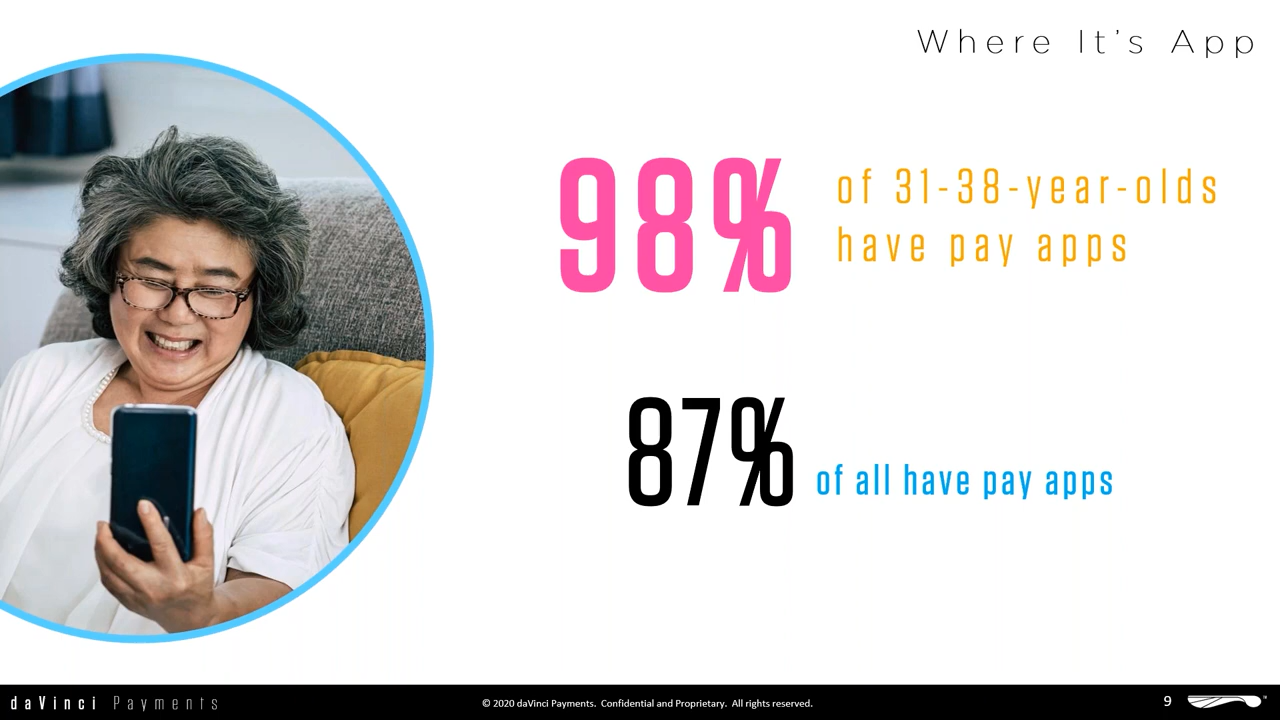 Where It's App
98%
of 31-38-year-olds
have pay apps
87%
of all have pay apps
daVinci Payments
© 2020 daVinci Payments. Confidential and Proprietary. All rights reserved.
9
™